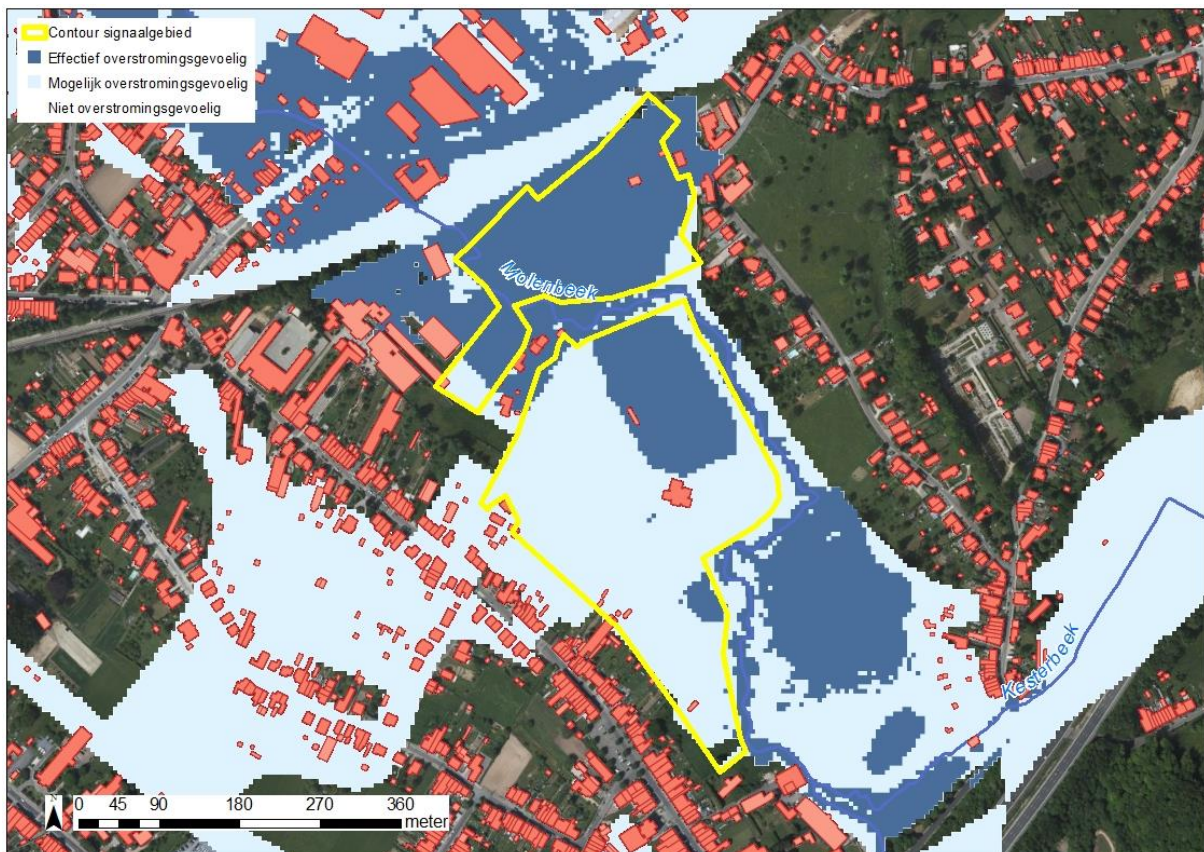 Contour signaalgebied
Effectief overstromingsgevoelig
Mogelijk overstromingsgevoelig
Niet overstromingsgevoelig
Molenbeek
Kesterbeek
0 45 90 180 270 360
meter